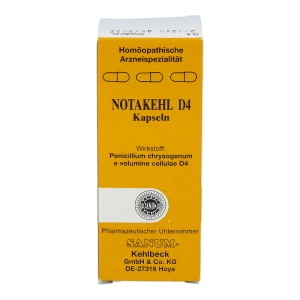 Homöopathische
Arzneispezialität
NOTAKEHL D4
Kapseln
Wirkstoff:
Penicillium chrysogenum
e volumine cellulae D4
Pharmazeutischer Unternehmer
SANUM-
Kehlbeck
GmbH & Co. KG
DE-27318 Hoya